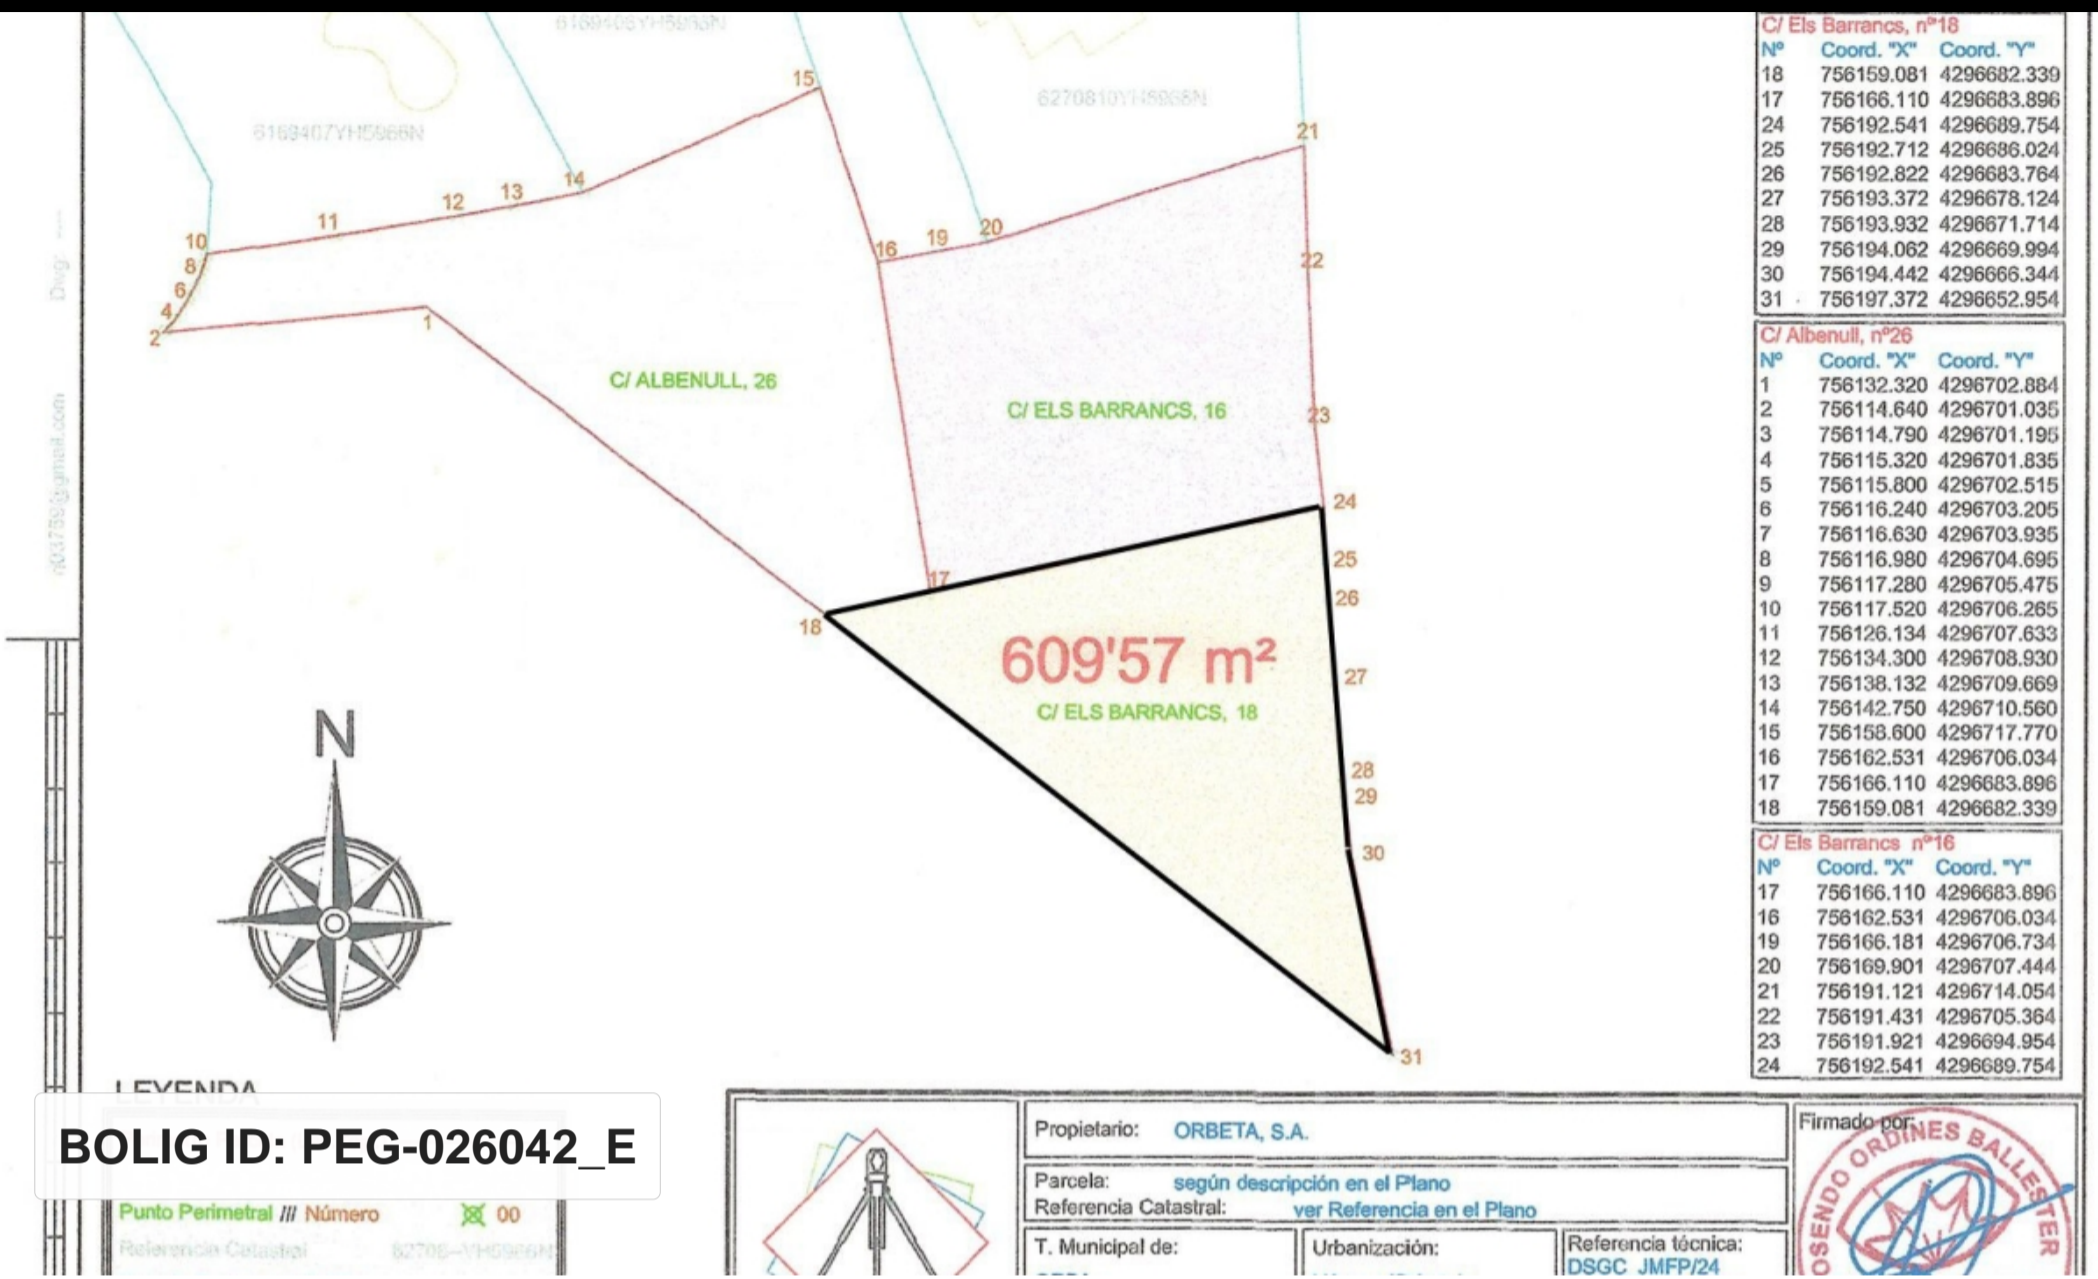 6169408YH5966N
6270810YH5966N
6169407YH5966N
15
21
14
13
12
11
10
8
6
4
2
1
16
19
20
22
23
24
17
18
25
26
27
28
29
30
31
C/ ALBENULL, 26
C/ ELS BARRANCS, 16
609'57 m²
C/ ELS BARRANCS, 18
N
Dwg: ----
C/ Els Barrancs, nº18
Nº Coord. "X" Coord. "Y"
18 756159.081 4296682.339
17 756166.110 4296683.896
24 756192.541 4296689.754
25 756192.712 4296686.024
26 756192.822 4296683.764
27 756193.372 4296678.124
28 756193.932 4296671.714
29 756194.062 4296669.994
30 756194.442 4296666.344
31 756197.372 4296652.954
C/ Albenull, nº26
Nº Coord. "X" Coord. "Y"
1 756132.320 4296702.884
2 756114.640 4296701.035
3 756114.790 4296701.195
4 756115.320 4296701.835
5 756115.800 4296702.515
6 756116.240 4296703.205
7 756116.630 4296703.935
8 756116.980 4296704.695
9 756117.280 4296705.475
10 756117.520 4296706.265
11 756126.134 4296707.633
12 756134.300 4296708.930
13 756138.132 4296709.669
14 756142.750 4296710.560
15 756158.600 4296717.770
16 756162.531 4296706.034
17 756166.110 4296683.896
18 756159.081 4296682.339
C/ Els Barrancs nº16
Nº Coord. "X" Coord. "Y"
17 756166.110 4296683.896
16 756162.531 4296706.034
19 756166.181 4296706.734
20 756169.901 4296707.444
21 756191.121 4296714.054
22 756191.431 4296705.364
23 756191.921 4296694.954
24 756192.541 4296689.754
LEYENDA
BOLIG ID: PEG-026042_E
Punto Perimetral /// Número 00
Referencia Catastral 62708--YH5966N
Propietario: ORBETA, S.A.
Parcela: según descripción en el Plano
Referencia Catastral: ver Referencia en el Plano
T. Municipal de:
Urbanización:
Referencia técnica:
DSGC_JMFP/24
Firmado por:
ROSENDO ORDINES BALLESTER